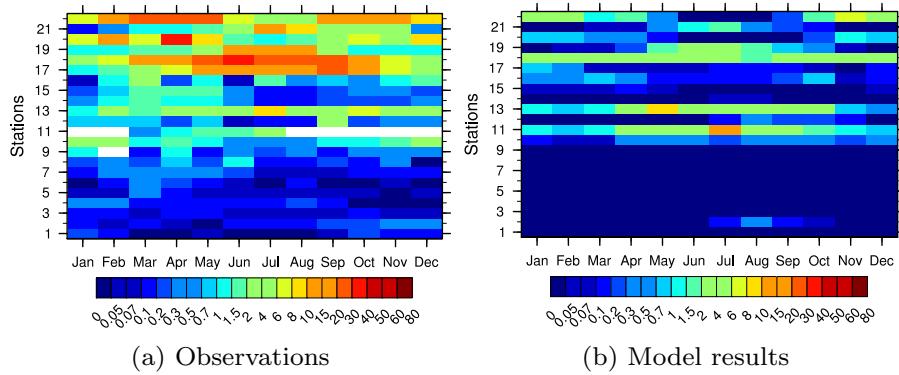 21
19
17
15
13
11
9
7
5
3
1
Stations
Jan Feb Mar Apr May Jun Jul Aug Sep Oct Nov Dec
0 0.05 0.07 0.1 0.2 0.3 0.5 0.7 1 1.5 2 4 6 8 10 15 20 30 40 50 60 80
(a) Observations
21
19
17
15
13
11
9
7
5
3
1
Stations
Jan Feb Mar Apr May Jun Jul Aug Sep Oct Nov Dec
0 0.05 0.07 0.1 0.2 0.3 0.5 0.7 1 1.5 2 4 6 8 10 15 20 30 40 50 60 80
(b) Model results